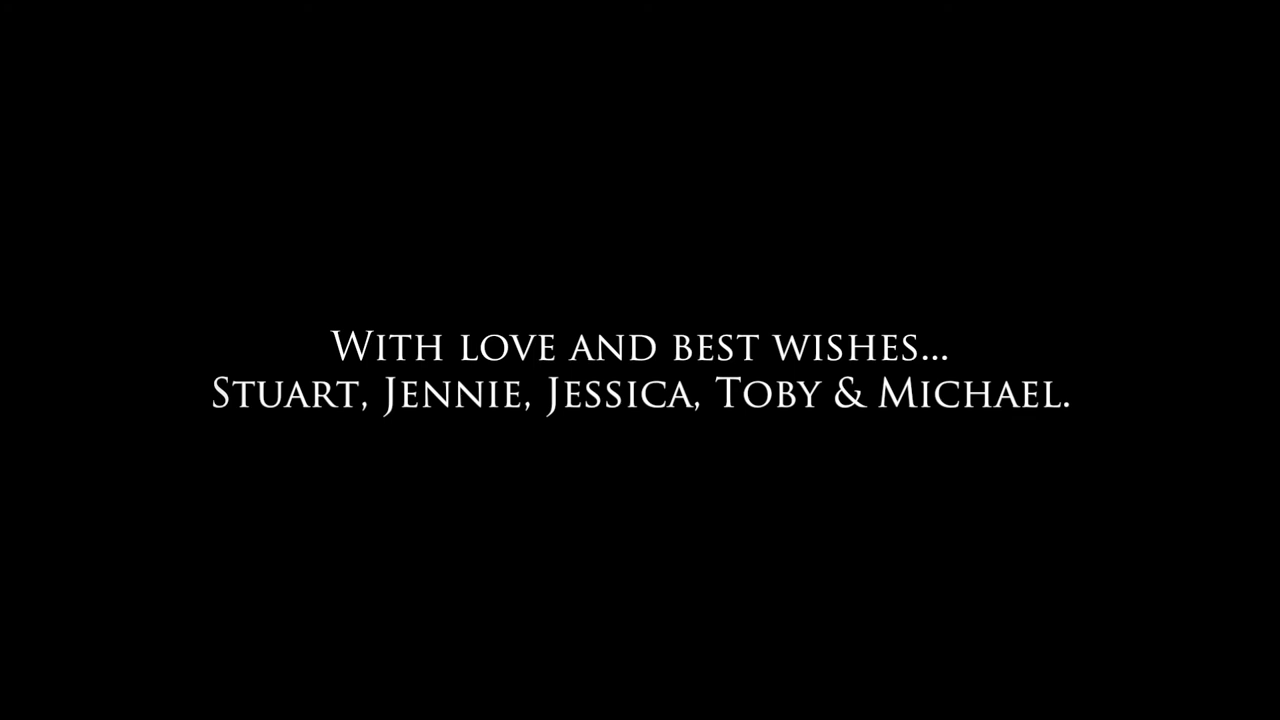 With love and best wishes...
Stuart, Jennie, Jessica, Toby & Michael.